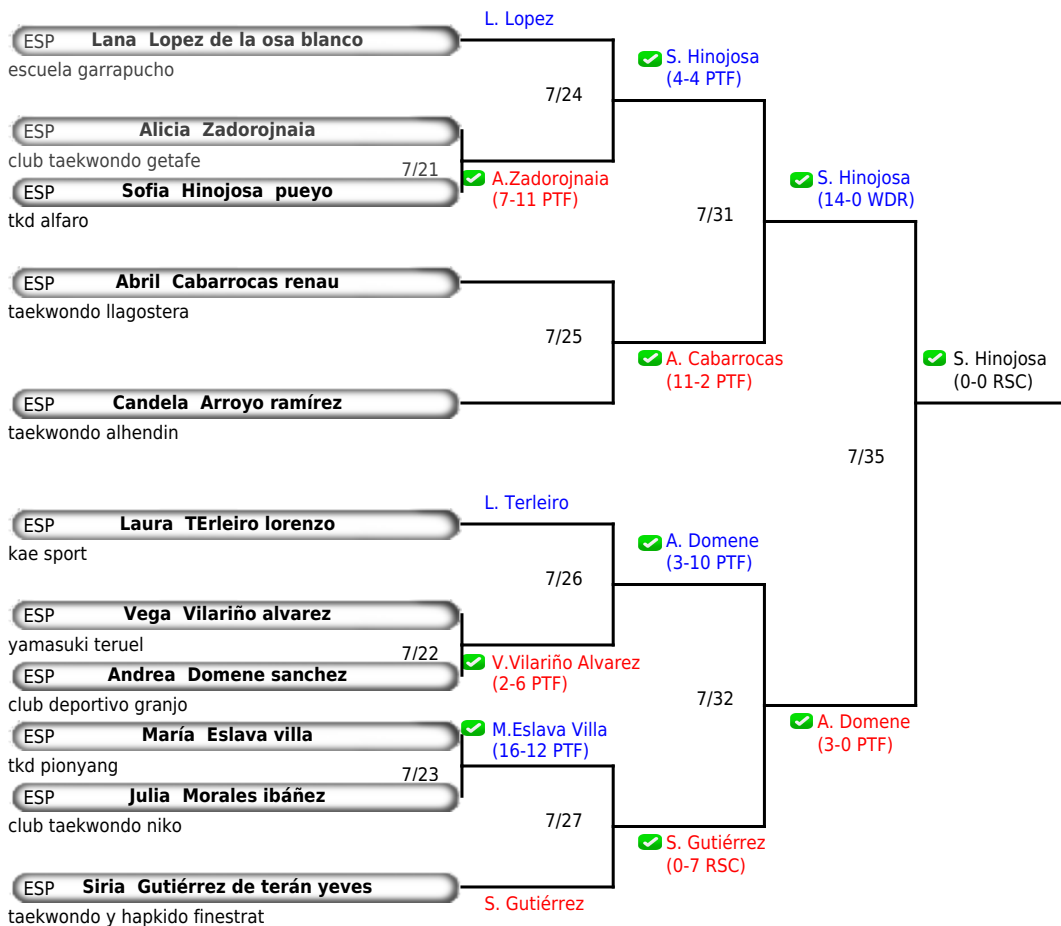 L. Lopez
ESP Lana Lopez de la osa blanco
escuela garrapucho
S. Hinojosa
(4-4 PTF)
7/24
ESP Alicia Zadorojnaia
club taekwondo getafe
7/21
A.Zadorojnaia
(7-11 PTF)
ESP Sofia Hinojosa pueyo
tkd alfaro
S. Hinojosa
(14-0 WDR)
7/31
ESP Abril Cabarrocas renau
taekwondo llagostera
7/25
A. Cabarrocas
(11-2 PTF)
S. Hinojosa
(0-0 RSC)
ESP Candela Arroyo ramírez
taekwondo alhendin
7/35
L. Terleiro
ESP Laura TErleiro lorenzo
kae sport
A. Domene
(3-10 PTF)
7/26
ESP Vega Vilariño alvarez
yamasuki teruel
7/22
V.Vilariño Alvarez
(2-6 PTF)
ESP Andrea Domene sanchez
club deportivo granjo
7/32
A. Domene
(3-0 PTF)
ESP María Eslava villa
tkd pionyang
M.Eslava Villa
(16-12 PTF)
7/23
ESP Julia Morales ibáñez
club taekwondo niko
7/27
S. Gutiérrez
(0-7 RSC)
ESP Siria Gutiérrez de terán yeves
taekwondo y hapkido finestrat
S. Gutiérrez